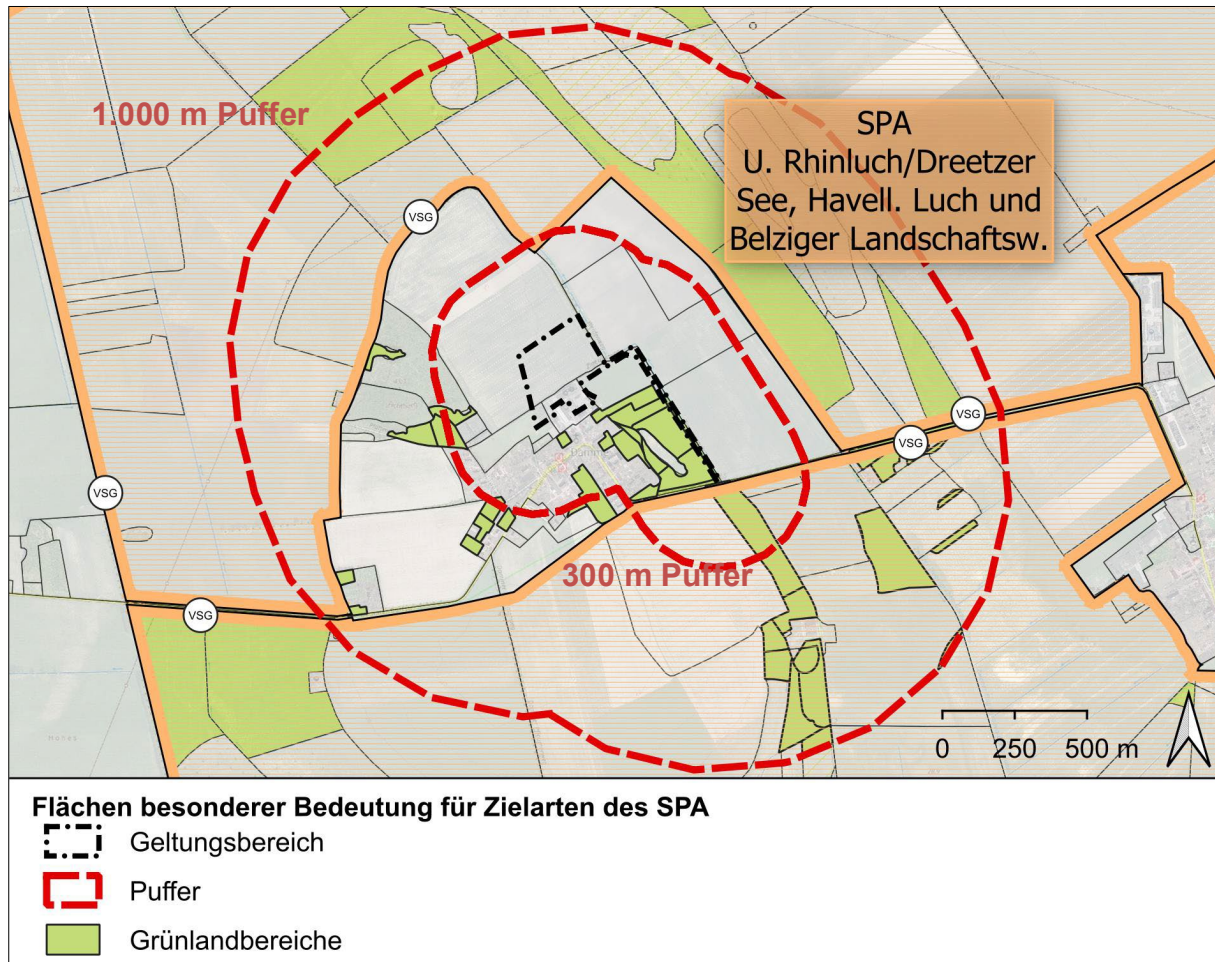 1.000 m Puffer
SPA
U. Rhinluch/Dreetzer
See, Havell. Luch und
Belziger Landschaftsw.
VSG
VSG
VSG
VSG
300 m Puffer
VSG
0 250 500 m
Flächen besonderer Bedeutung für Zielarten des SPA
Geltungsbereich
Puffer
Grünlandbereiche